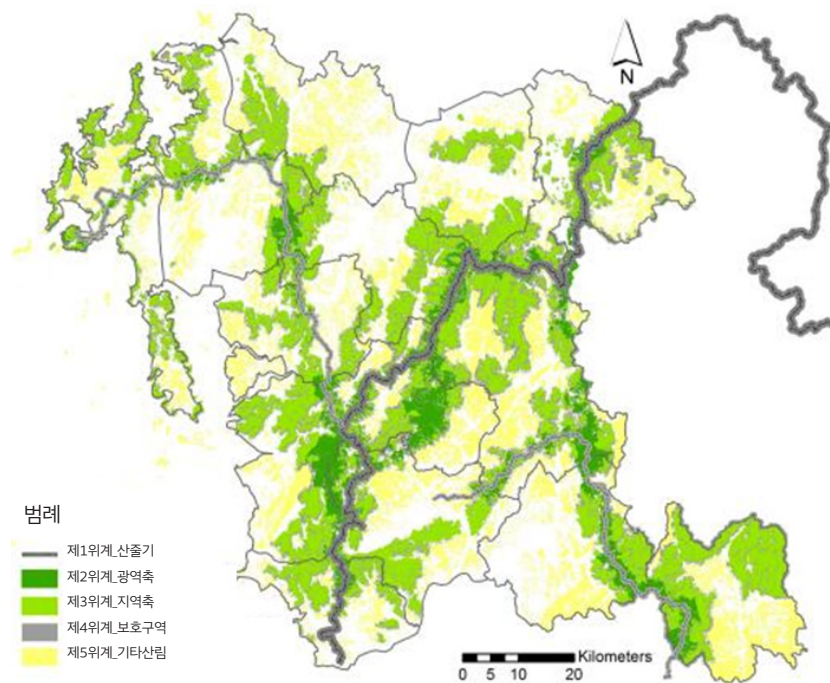 N
범례
제1위계_산줄기
제2위계_광역축
제3위계_지역축
제4위계_보호구역
제5위계_기타산림
Kilometers
0 5 10 20